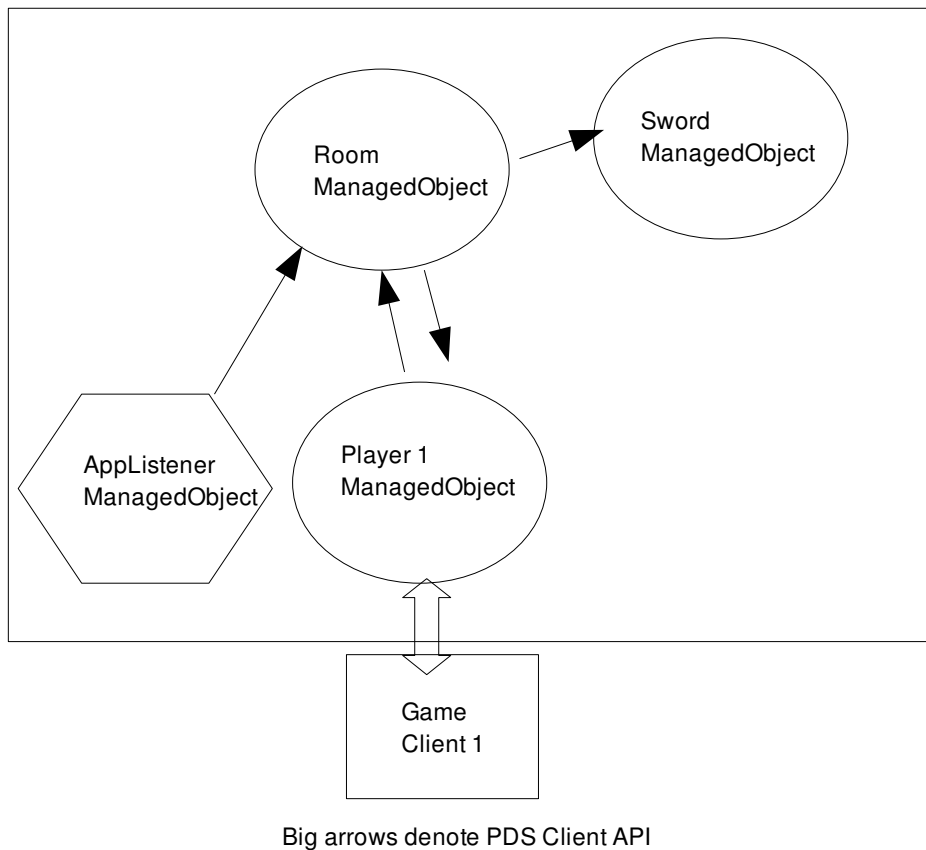 Room
ManagedObject
Sword
ManagedObject
AppListener
ManagedObject
Player 1
ManagedObject
Game
Client 1
Big arrows denote PDS Client API